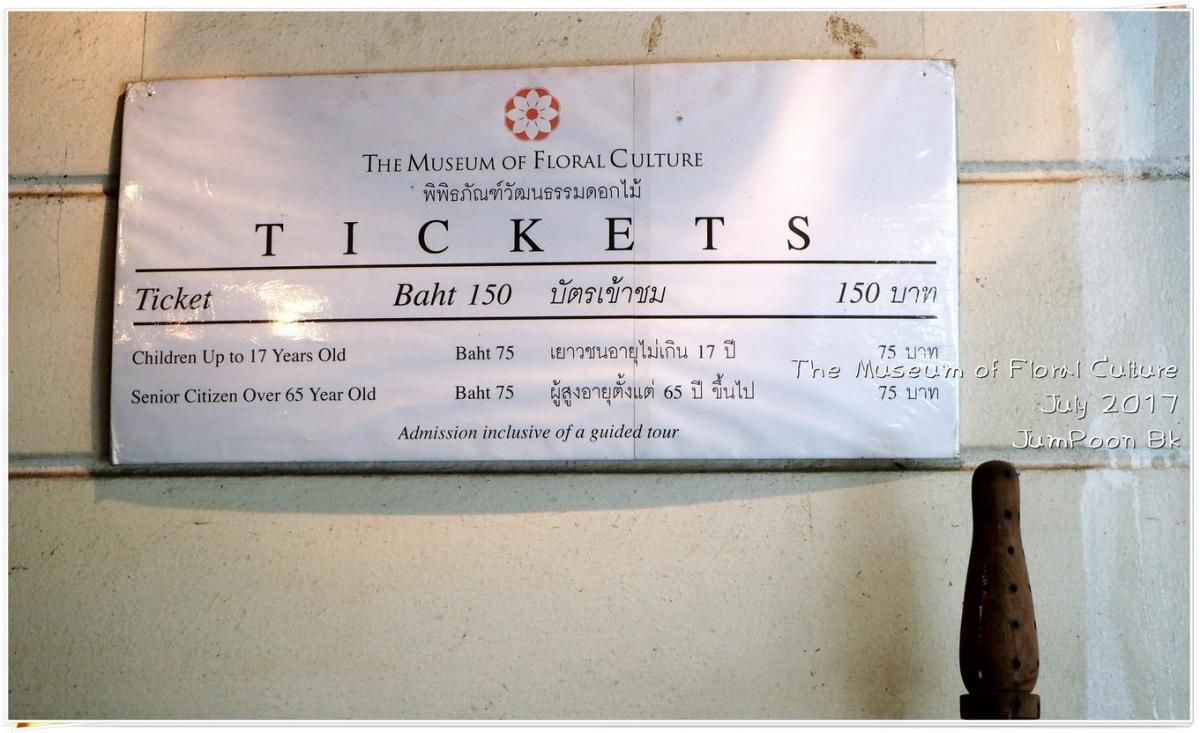 THE MUSEUM OF FLORAL CULTURE
พิพิธภัณฑ์วัฒนธรรมดอกไม้
TICKETS
Ticket Baht 150 บัตรเข้าชม 150 บาท
Children Up to 17 Years Old Baht 75 เยาวชนอายุไม่เกิน 17 ปี 75 บาท
Senior Citizen Over 65 Year Old Baht 75 ผู้สูงอายุตั้งแต่ 65 ปี ขึ้นไป 75 บาท
Admission inclusive of a guided tour
The Museum of Floral Culture
July 2017
JumPoon Bk